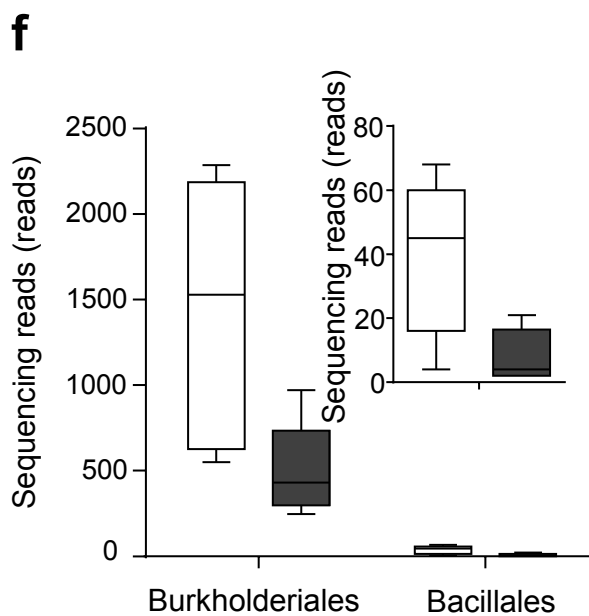 f
Sequencing reads (reads)
2500
2000
1500
1000
500
0
Sequencing reads (reads)
80
60
40
20
0
Burkholderiales
Bacillales